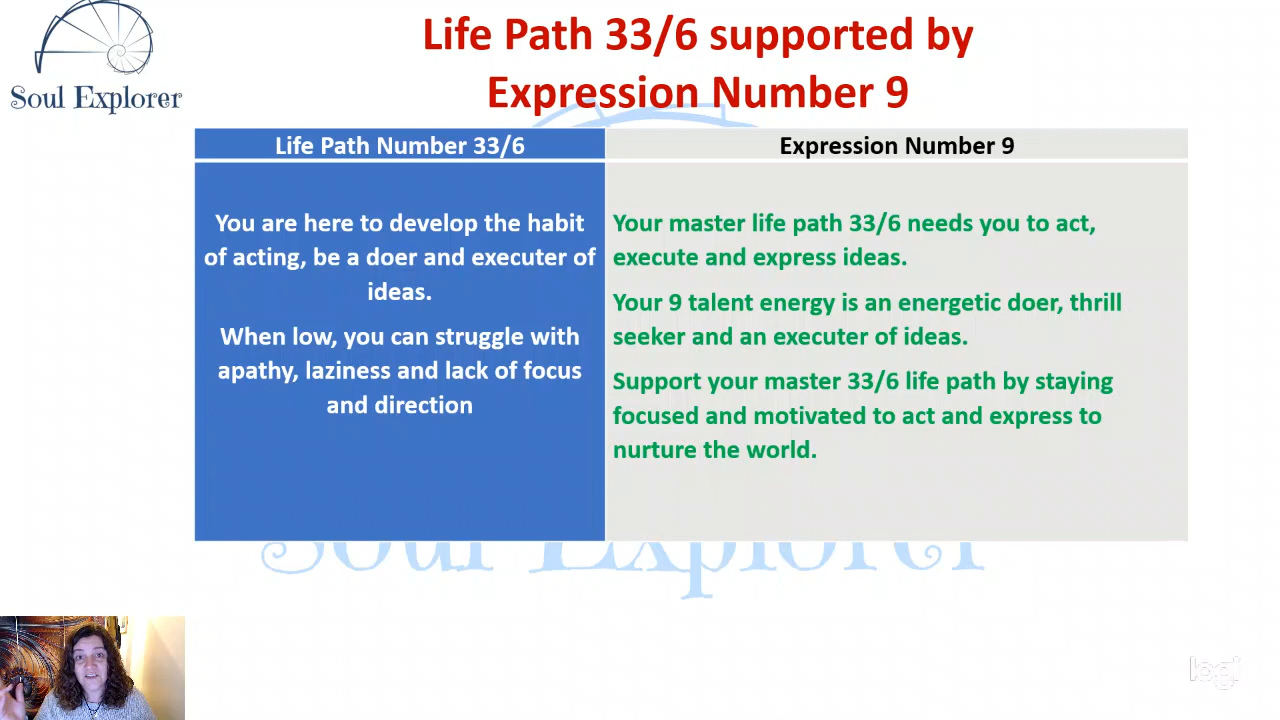 Life Path 33/6 supported by
Expression Number 9
Soul Explorer
Life Path Number 33/6
Expression Number 9
You are here to develop the habit
of acting, be a doer and executer of
ideas.
When low, you can struggle with
apathy, laziness and lack of focus
and direction
Your master life path 33/6 needs you to act,
execute and express ideas.
Your 9 talent energy is an energetic doer, thrill
seeker and an executer of ideas.
Support your master 33/6 life path by staying
focused and motivated to act and express to
nurture the world.
Soul Explorer
logi